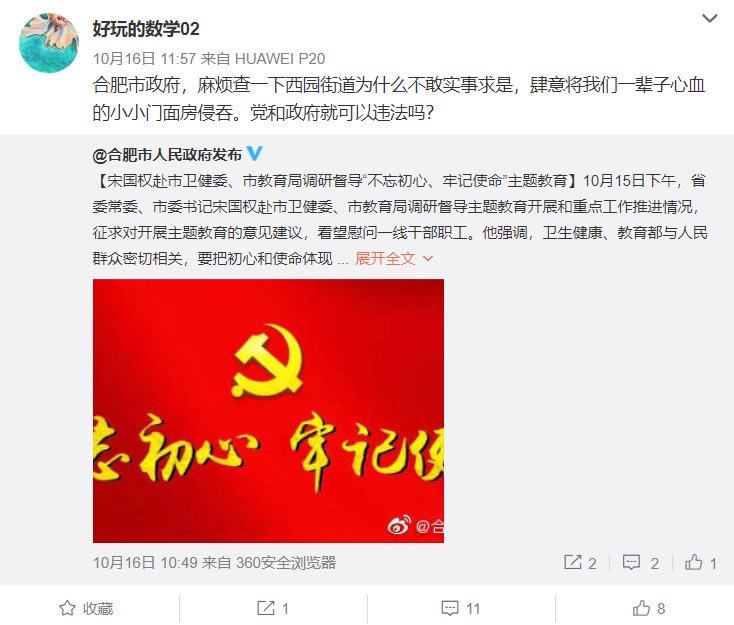 好玩的数学02
10月16日 11:57 来自 HUAWEI P20
合肥市政府，麻烦查一下西园街道为什么不敢实事求是，肆意将我们一辈子心血
的小小门面房侵吞。党和政府就可以违法吗？
@合肥市人民政府发布
【宋国权赴市卫健委、市教育局调研督导“不忘初心、牢记使命”主题教育】10月15日下午，省
委常委、市委书记宋国权赴市卫健委、市教育局调研督导主题教育开展和重点工作推进情况，
征求对开展主题教育的意见建议，看望慰问一线干部职工。他强调，卫生健康、教育都与人民
群众密切相关，要把初心和使命体现 ... 展开全文
忘初心 牢记使
@合
10月16日 10:49 来自 360安全浏览器 2 2 1
收藏 1 11 8